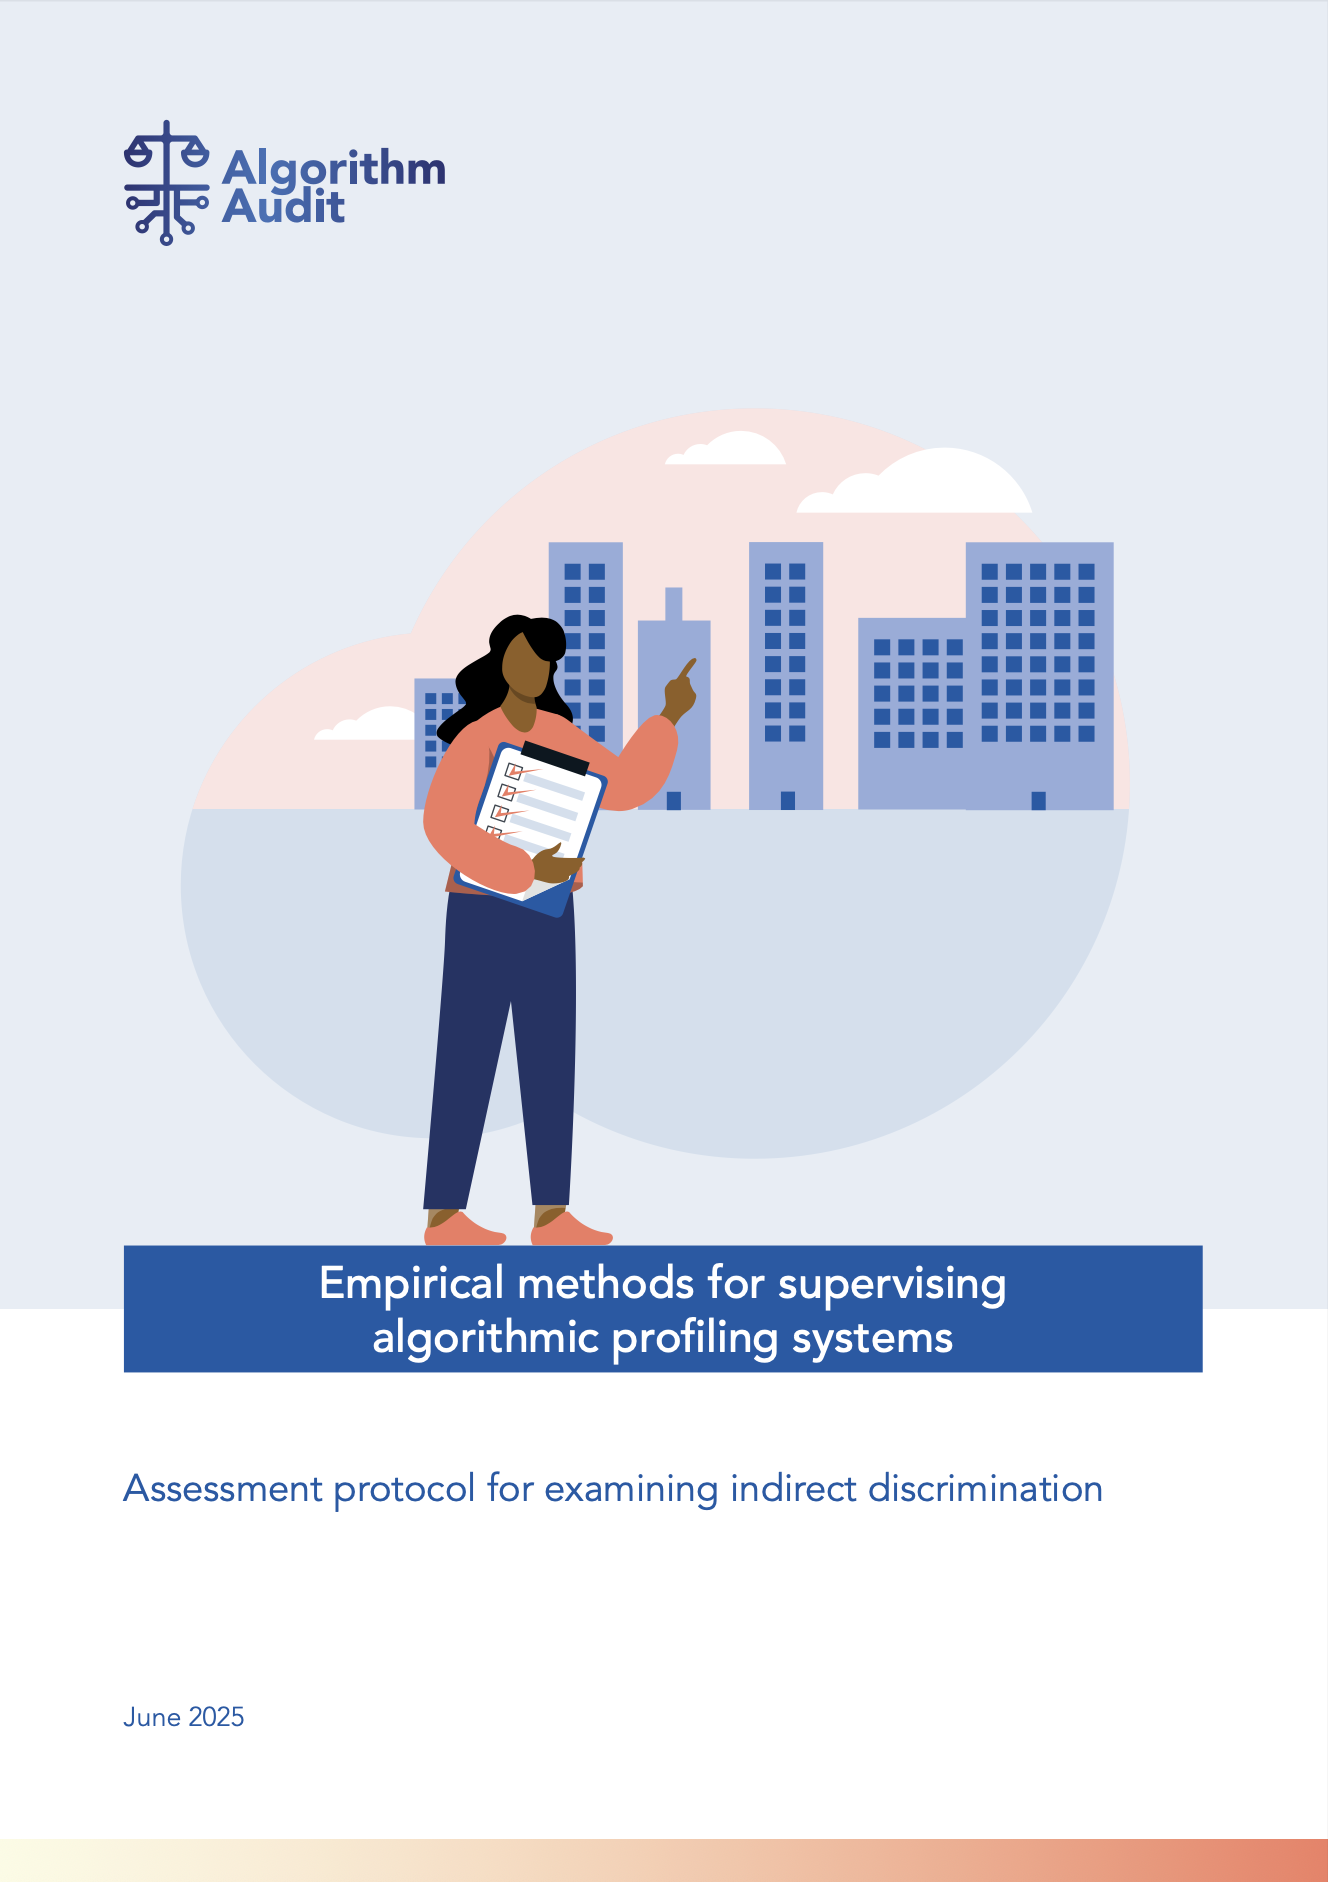 Algorithm
Audit
Empirical methods for supervising
algorithmic profiling systems
Assessment protocol for examining indirect discrimination
June 2025